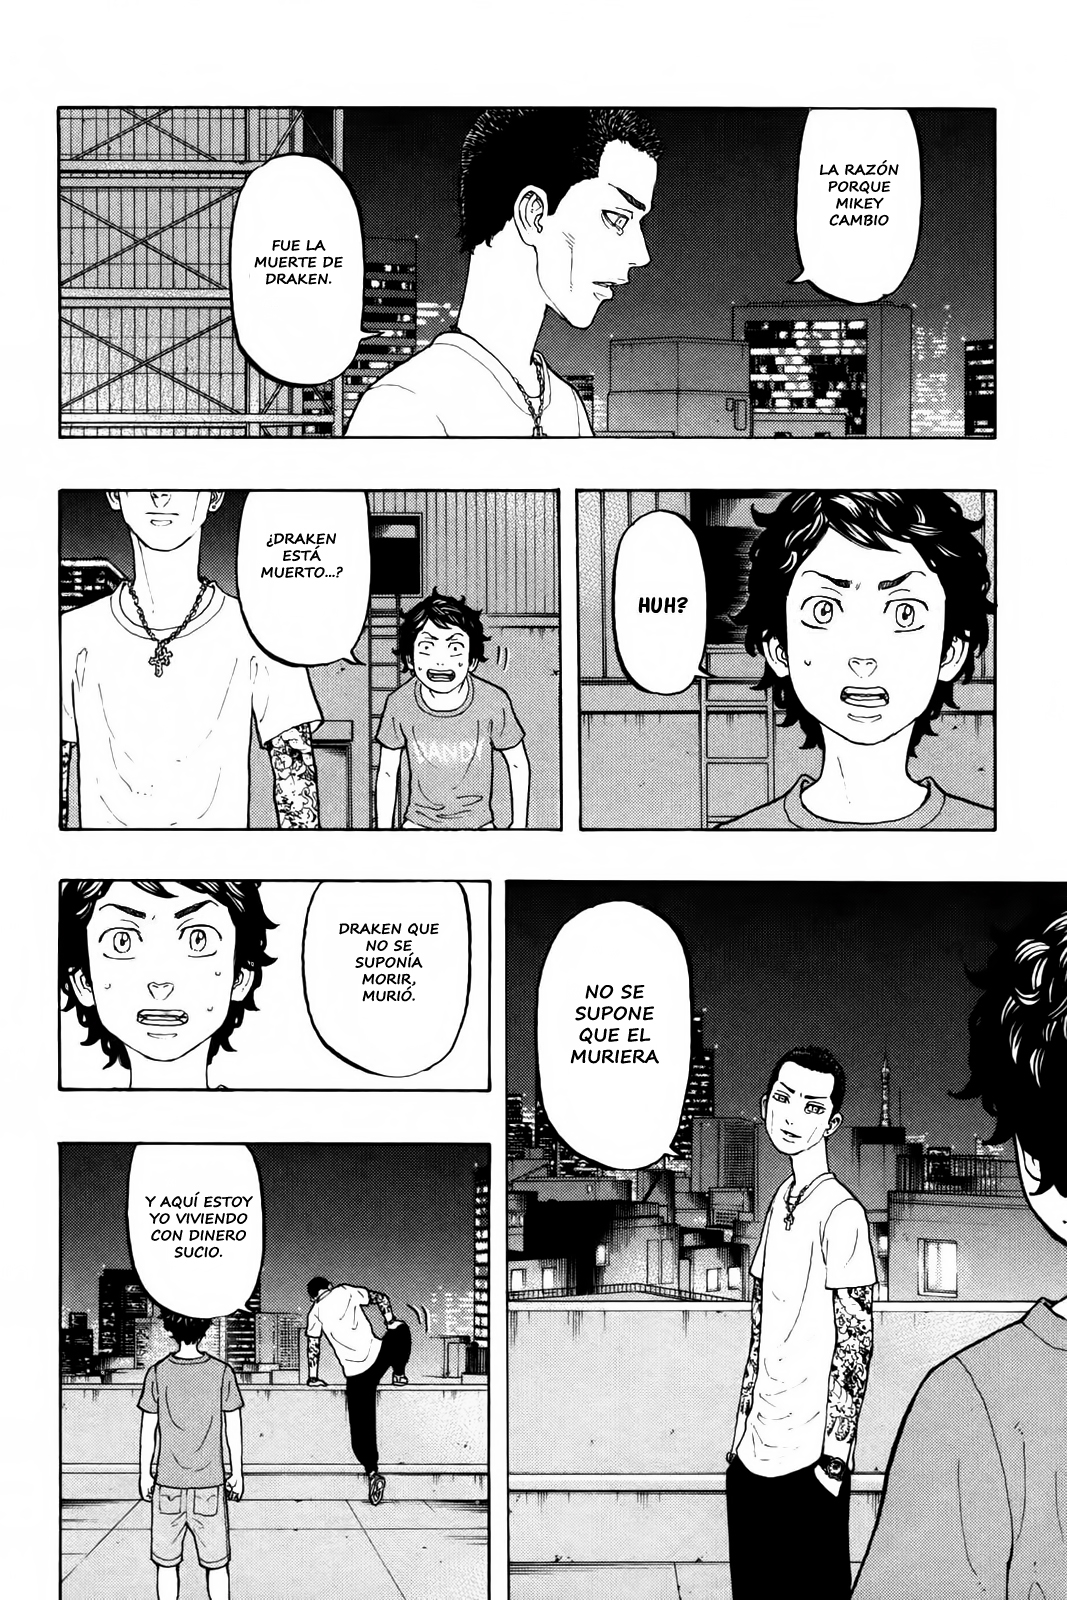 LA RAZÓN
PORQUE
MIKEY
CAMBIO
FUE LA
MUERTE DE
DRAKEN.
HUH?
¿DRAKEN
ESTÁ
MUERTO...?
DANDY
NO SE
SUPONE
QUE EL
MURIERA
DRAKEN QUE
NO SE
SUPONÍA
MORIR,
MURIÓ.
Y AQUÍ ESTOY
YO VIVIENDO
CON DINERO
SUCIO.